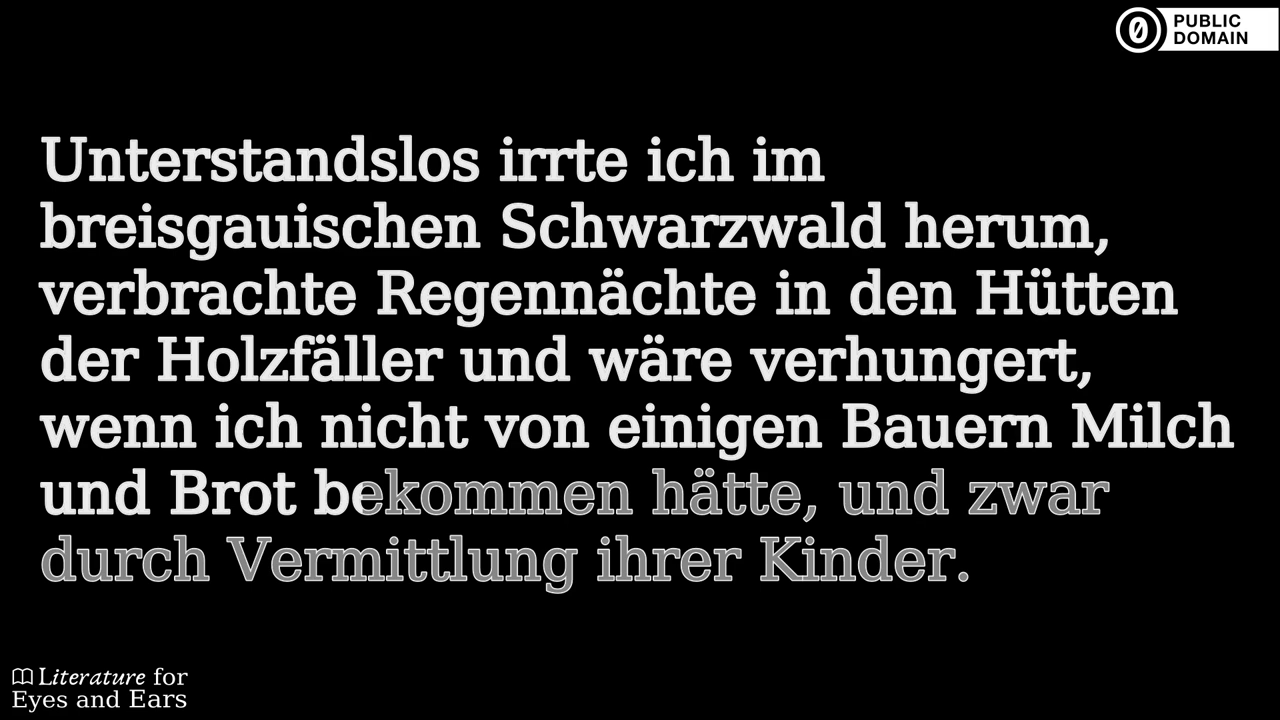 PUBLIC
DOMAIN
Unterstandslos irrte ich im
breisgauischen Schwarzwald herum,
verbrachte Regennächte in den Hütten
der Holzfäller und wäre verhungert,
wenn ich nicht von einigen Bauern Milch
und Brot bekommen hätte, und zwar
durch Vermittlung ihrer Kinder.
Literature for
Eyes and Ears